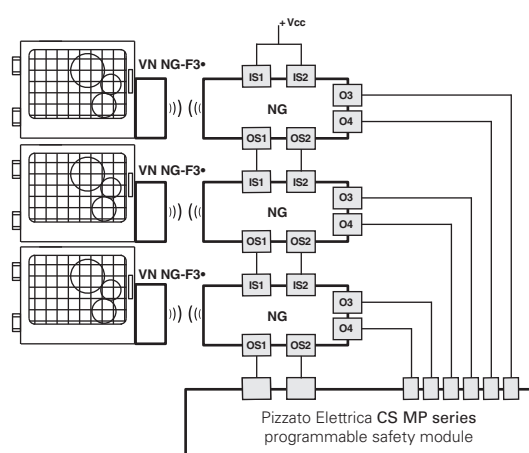 +Vcc
VN NG-F3•
IS1 IS2
O3
NG
O4
OS1 OS2
VN NG-F3•
IS1 IS2
O3
NG
O4
OS1 OS2
VN NG-F3•
IS1 IS2
O3
NG
O4
OS1 OS2
Pizzato Elettrica CS MP series
programmable safety module